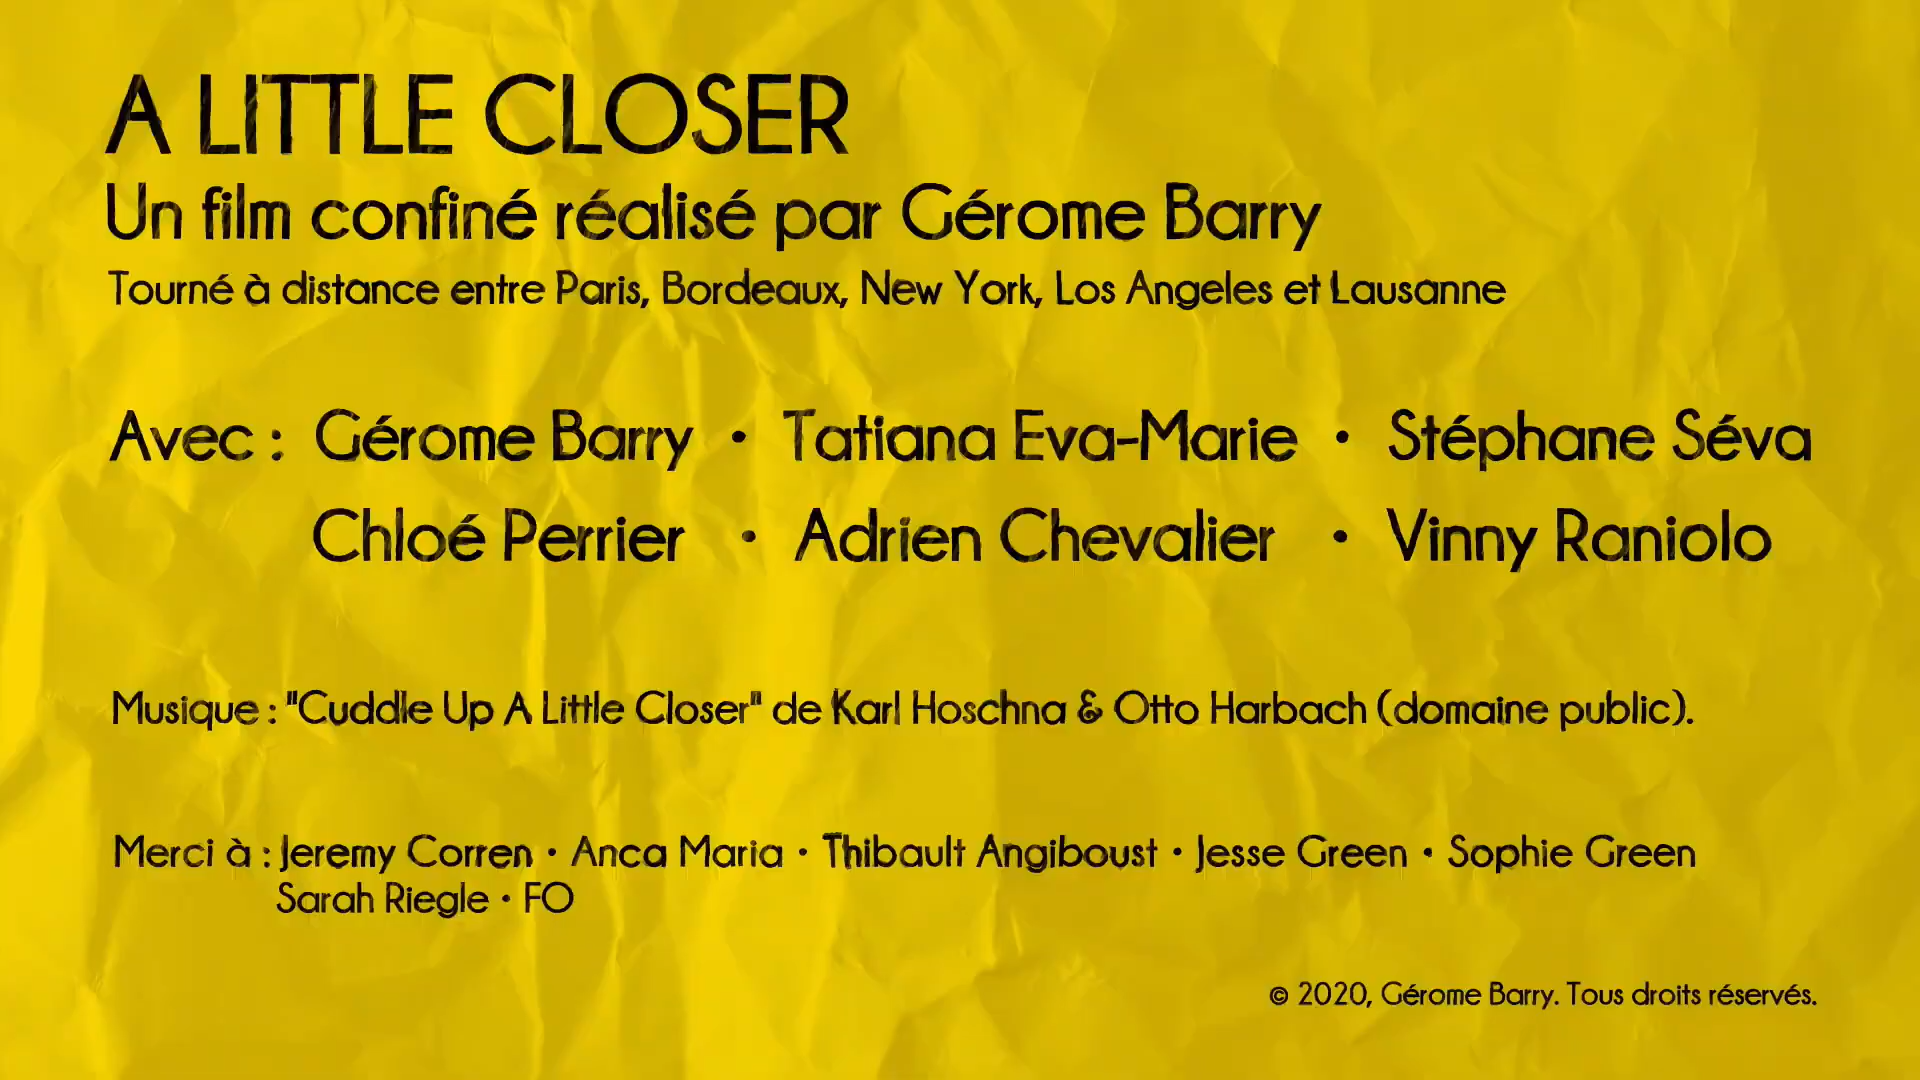 A LITTLE CLOSER
Un film confiné réalisé par Gérome Barry
Tourné à distance entre Paris, Bordeaux, New York, Los Angeles et Lausanne
Avec : Gérome Barry • Tatiana Eva-Marie • Stéphane Séva
Chloé Perrier • Adrien Chevalier • Vinny Raniolo
Musique : "Cuddle Up A Little Closer" de Karl Hoschna & Otto Harbach (domaine public).
Merci à : Jeremy Corren • Anca Maria • Thibault Angiboust • Jesse Green • Sophie Green
Sarah Riegle • FO
© 2020, Gérome Barry. Tous droits réservés.